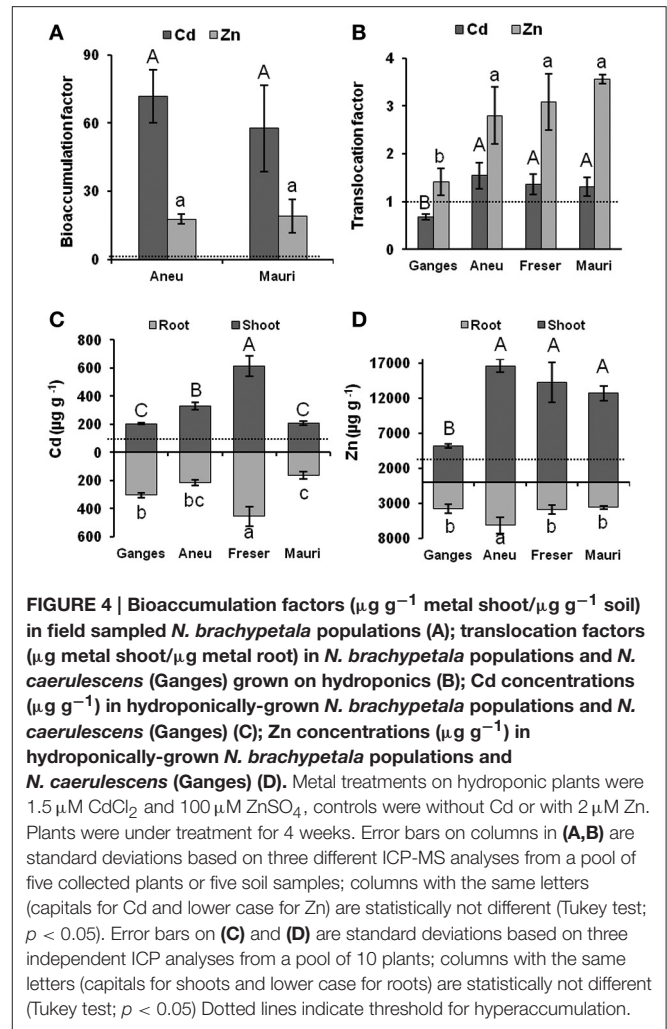 A
Cd Zn
Bioaccumulation factor
90
60
30
0
A A
a a
Aneu Mauri
B
Cd Zn
Translocation factor
4
3
2
1
0
B b A a A a A a
Ganges Aneu Freser Mauri
C
Root Shoot
Cd (µg g⁻¹)
800
600
400
200
0
200
400
600
C B A C
b bc a c
Ganges Aneu Freser Mauri
D
Root Shoot
Zn (µg g⁻¹)
17000
12000
7000
2000
3000
8000
B A A A
b a b b
Ganges Aneu Freser Mauri
FIGURE 4 | Bioaccumulation factors (µg g−1 metal shoot/µg g−1 soil)
in field sampled N. brachypetala populations (A); translocation factors
(µg metal shoot/µg metal root) in N. brachypetala populations and N.
caerulescens (Ganges) grown on hydroponics (B); Cd concentrations
(µg g−1) in hydroponically-grown N. brachypetala populations and N.
caerulescens (Ganges) (C); Zn concentrations (µg g−1) in
hydroponically-grown N. brachypetala populations and
N. caerulescens (Ganges) (D). Metal treatments on hydroponic plants were
1.5 µM CdCl2 and 100 µM ZnSO4, controls were without Cd or with 2 µM Zn.
Plants were under treatment for 4 weeks. Error bars on columns in (A,B) are
standard deviations based on three different ICP-MS analyses from a pool of
five collected plants or five soil samples; columns with the same letters
(capitals for Cd and lower case for Zn) are statistically not different (Tukey test;
p < 0.05). Error bars on (C) and (D) are standard deviations based on three
independent ICP analyses from a pool of 10 plants; columns with the same
letters (capitals for shoots and lower case for roots) are statistically not different
(Tukey test; p < 0.05) Dotted lines indicate threshold for hyperaccumulation.